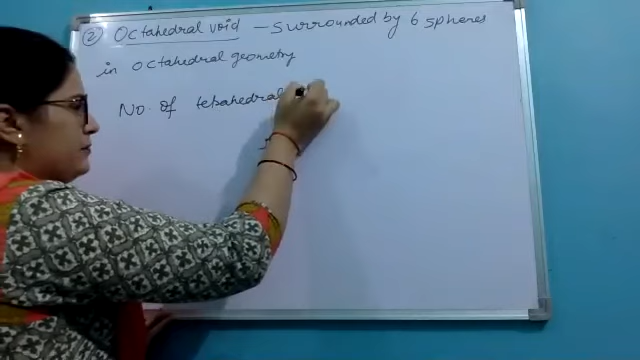 ② Octahedral void — Surrounded by 6 spheres
in octahedral geometry
No. of tetrahedral